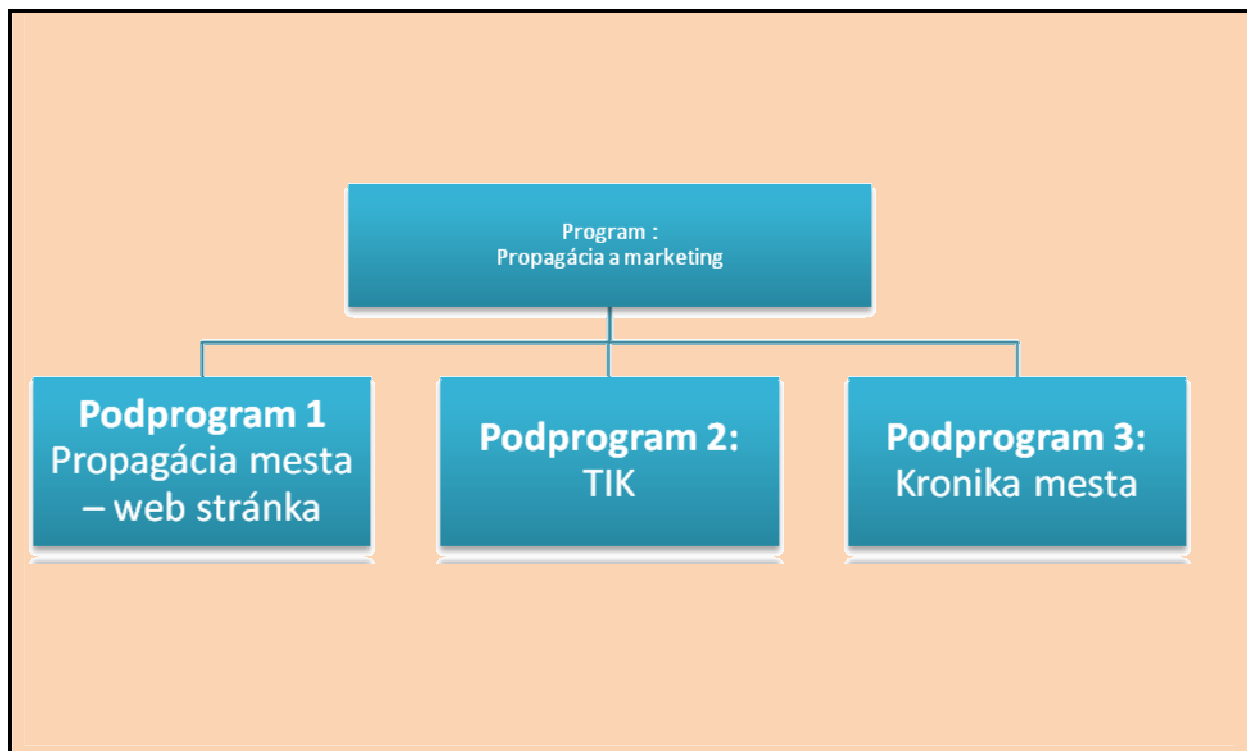 Program :
Propagácia a marketing
Podprogram 1
Propagácia mesta
– web stránka
Podprogram 2:
TIK
Podprogram 3:
Kronika mesta